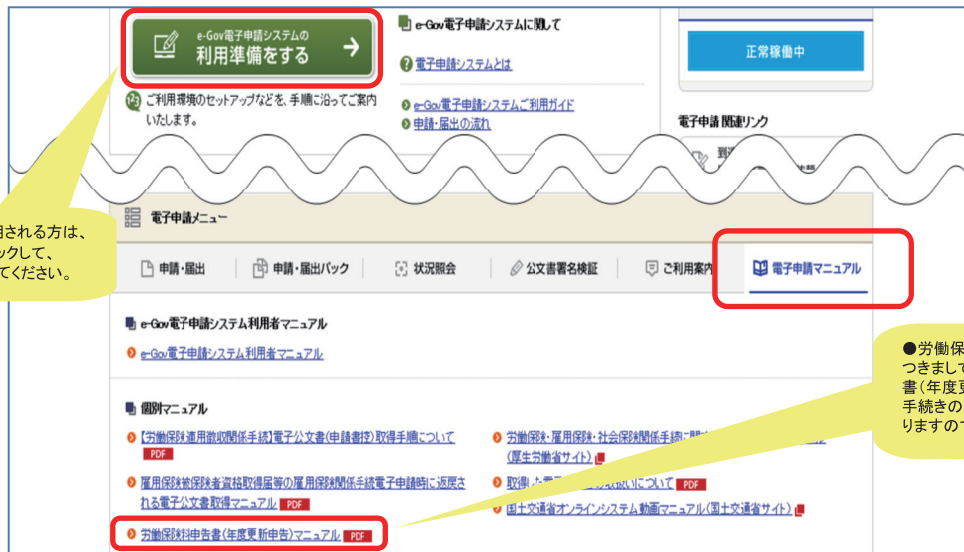 e-Gov電子申請システムの
利用準備をする
ご利用環境のセットアップなどを、手順に沿ってご案内
いたします。
e-Gov電子申請システムに関して
電子申請システムとは
e-Gov電子申請システムご利用ガイド
申請・届出の流れ
正常稼働中
電子申請関連リンク
用される方は、
ックして、
てください。
電子申請メニュー
申請・届出
申請・届出パック
状況照会
公文書署名検証
ご利用案内
電子申請マニュアル
e-Gov電子申請システム利用者マニュアル
e-Gov電子申請システム利用者マニュアル
個別マニュアル
【労働保険適用徴収関係手続】電子公文書(申請書控)取得手順について
PDF
雇用保険被保険者資格取得届等の雇用保険関係手続電子申請時に返戻さ
れる電子公文書取得マニュアル PDF
労働保険料申告書(年度更新申告)マニュアル PDF
労働保険・雇用保険・社会保険関係手続に関
(厚生労働省サイト)
取得した電 の取扱いについて PDF
国土交通省オンラインシステム動画マニュアル(国土交通省サイト)
●労働保
つきまして
書(年度更
手続きの
りますので